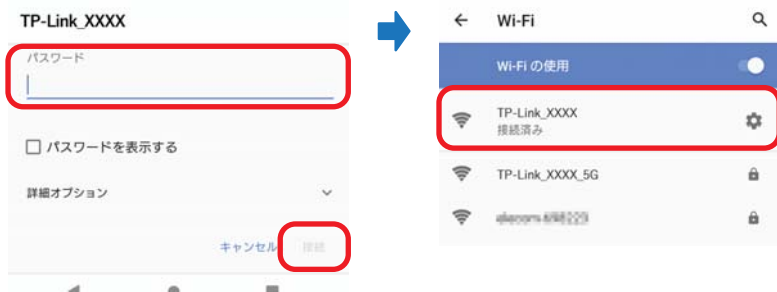 TP-Link_XXXX
パスワード
パスワードを表示する
詳細オプション
キャンセル 接続
Wi-Fi
Wi-Fi の使用
TP-Link_XXXX
接続済み
TP-Link_XXXX_5G